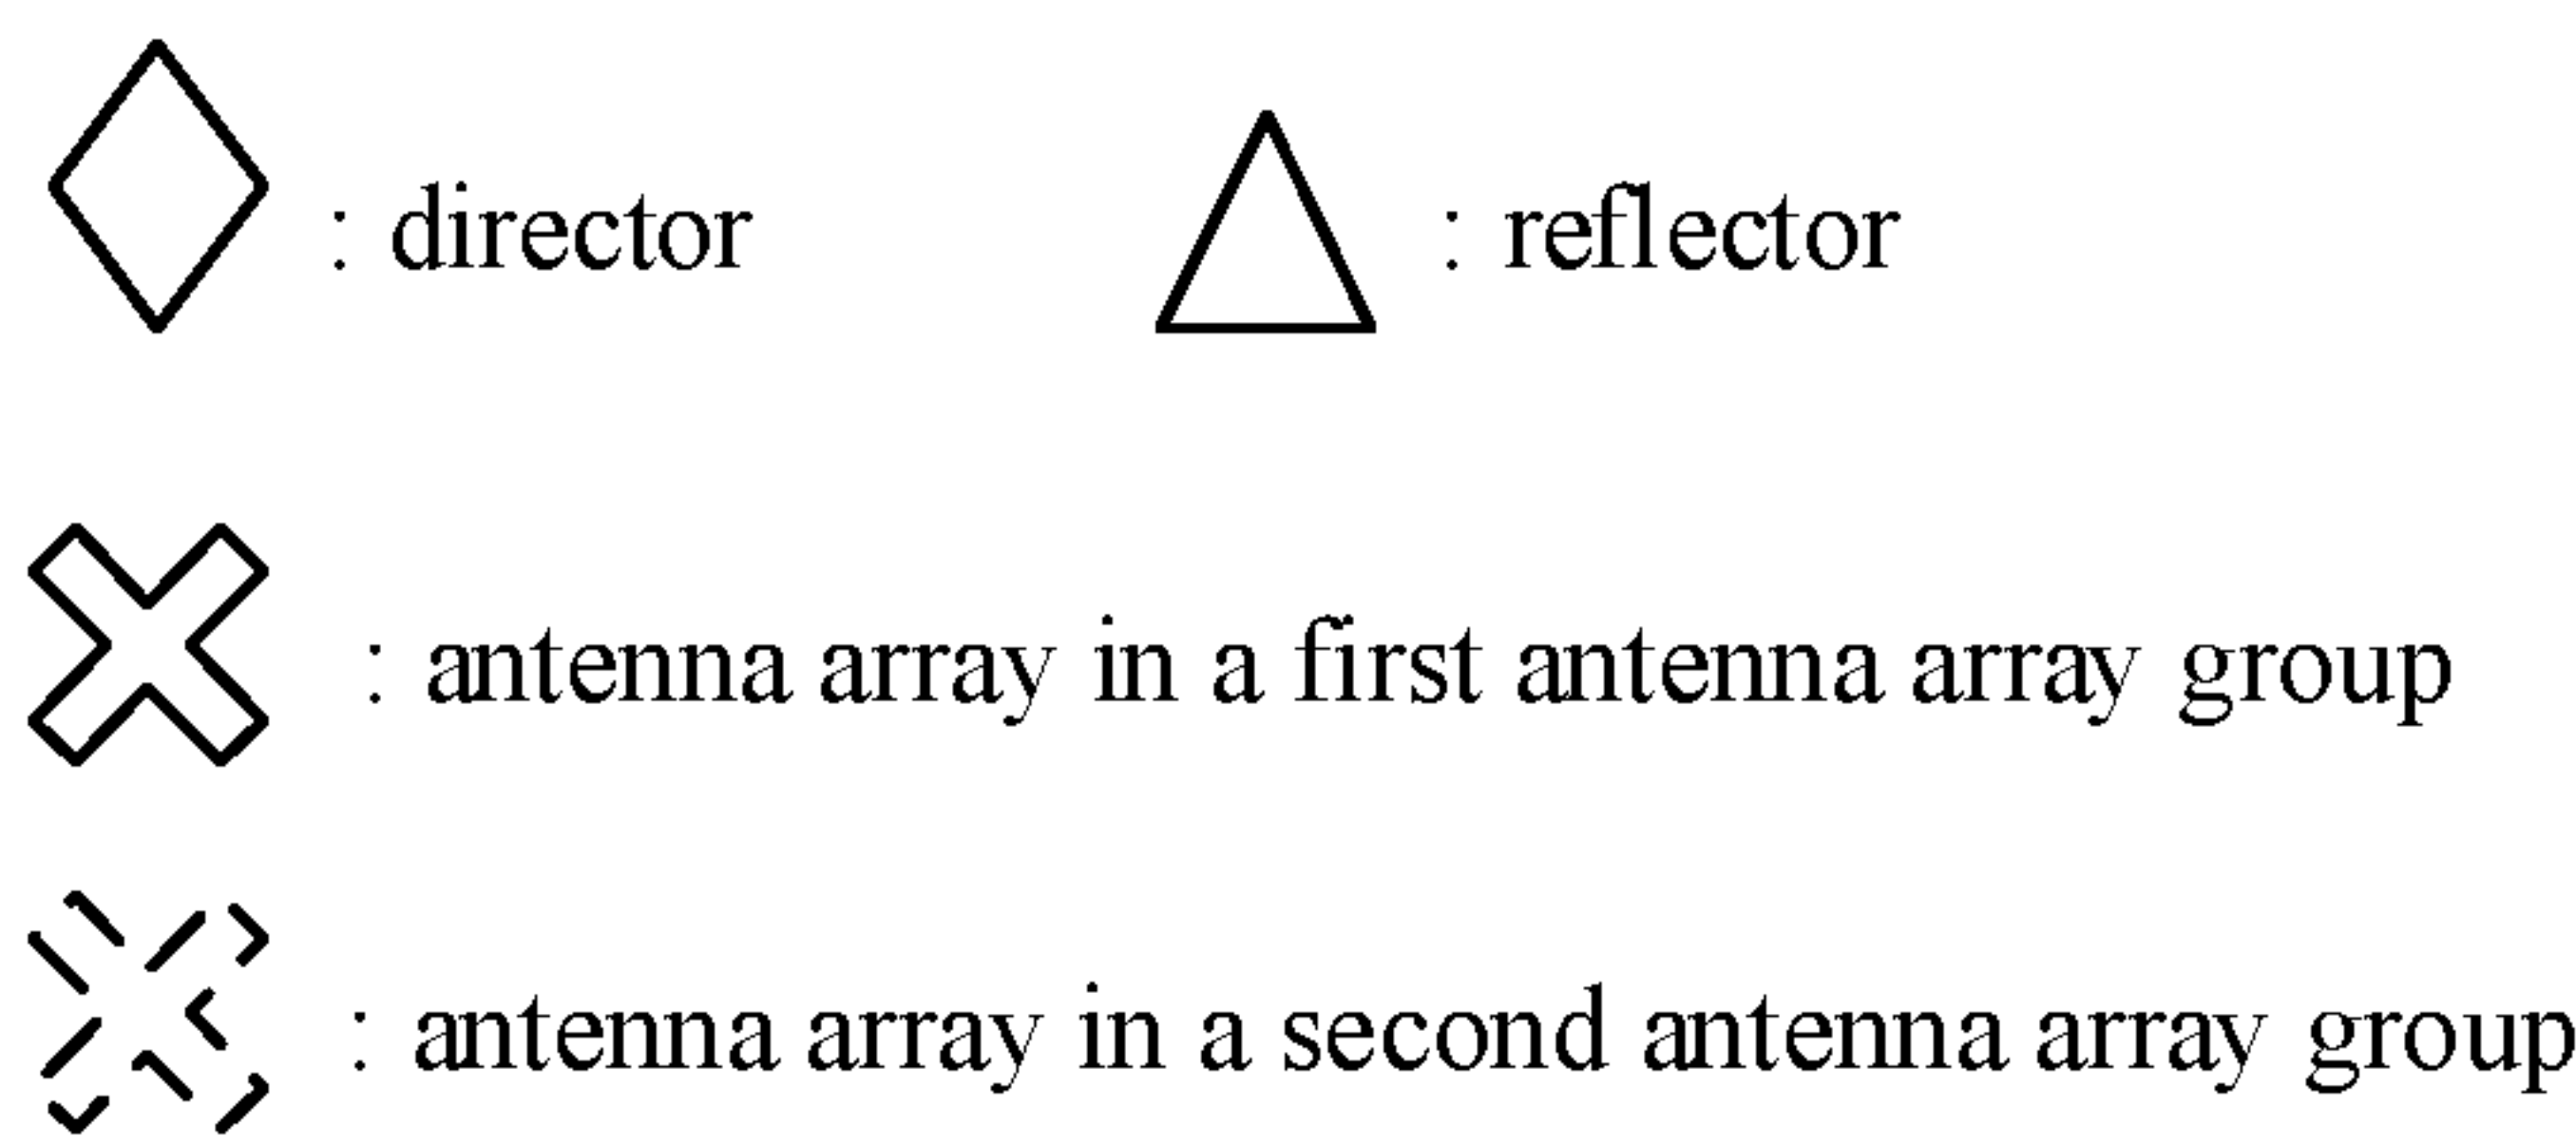 : director
: reflector
: antenna array in a first antenna array group
: antenna array in a second antenna array group